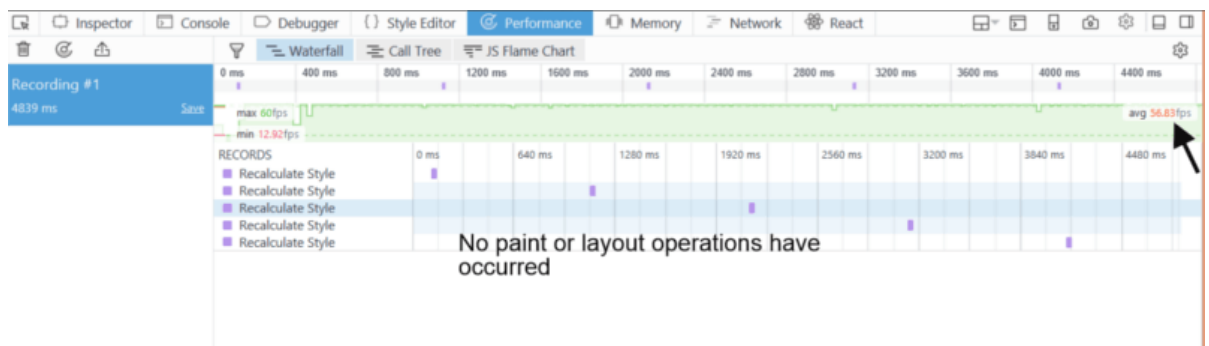 Inspector Console Debugger {} Style Editor Performance Memory Network React
Waterfall Call Tree JS Flame Chart
Recording #1
4839 ms Save
0 ms 400 ms 800 ms 1200 ms 1600 ms 2000 ms 2400 ms 2800 ms 3200 ms 3600 ms 4000 ms 4400 ms
max 60fps
avg 56.83fps
min 12.92fps
RECORDS 0 ms 640 ms 1280 ms 1920 ms 2560 ms 3200 ms 3840 ms 4480 ms
Recalculate Style
Recalculate Style
Recalculate Style
Recalculate Style
Recalculate Style
No paint or layout operations have
occurred